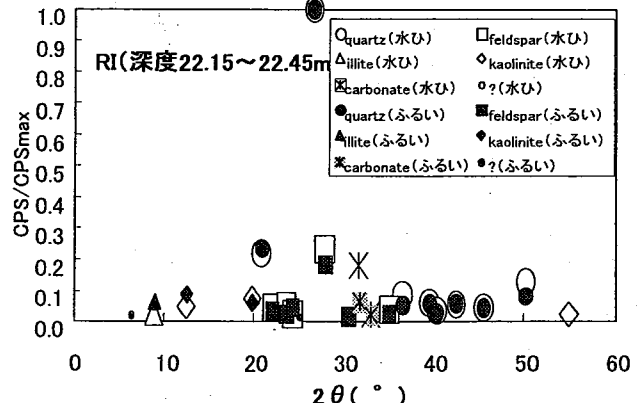 CPS/CPSmax
1.0
0.9
0.8
0.7
0.6
0.5
0.4
0.3
0.2
0.1
0.0
RI(深度22.15～22.45m
quartz(水ひ) feldspar(水ひ)
illite(水ひ) kaolinite(水ひ)
carbonate(水ひ) ?(水ひ)
quartz(ふるい) feldspar(ふるい)
illite(ふるい) kaolinite(ふるい)
carbonate(ふるい) ?(ふるい)
0 10 20 30 40 50 60
2θ(°)